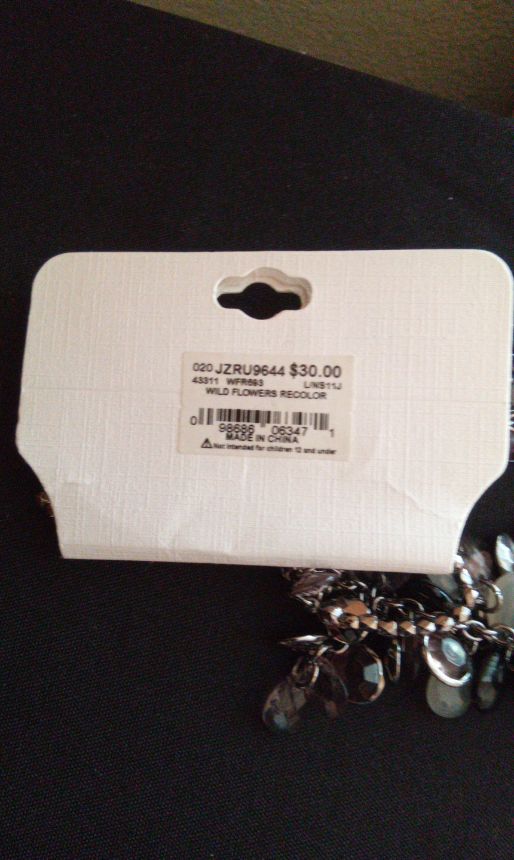 020 JZRU9644 $30.00
43311 WFR693 L/NS11J
WILD FLOWERS RECOLOR
0 98686 06347 1
MADE IN CHINA
Not intended for children 12 and under